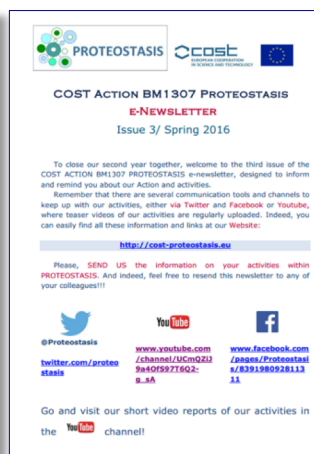 PROTEOSTASIS
cost
EUROPEAN COOPERATION
IN SCIENCE AND TECHNOLOGY
COST ACTION BM1307 PROTEOSTASIS
E-NEWSLETTER
Issue 3/ Spring 2016
To close our second year together, welcome to the third issue of the
COST ACTION BM1307 PROTEOSTASIS e-newsletter, designed to inform
and remind you about our Action and activities.
Remember that there are several communication tools and channels to
keep up with our activities, either via Twitter and Facebook or Youtube,
where teaser videos of our activities are regularly uploaded. Indeed, you
can easily find all these information and links at our Website:
http://cost-proteostasis.eu
Please, SEND US the information on your activities within
PROTEOSTASIS. And indeed, feel free to resend this newsletter to any of
your colleagues!!!
YouTube
@Proteostasis
twitter.com/proteo
stasis
www.youtube.com
/channel/UCmQZIJ
9a4QfS97T6Q2-
g_sA
www.facebook.com
/pages/Proteostasi
s/8391980928113
11
Go and visit our short video reports of our activities in
the YouTube channel!